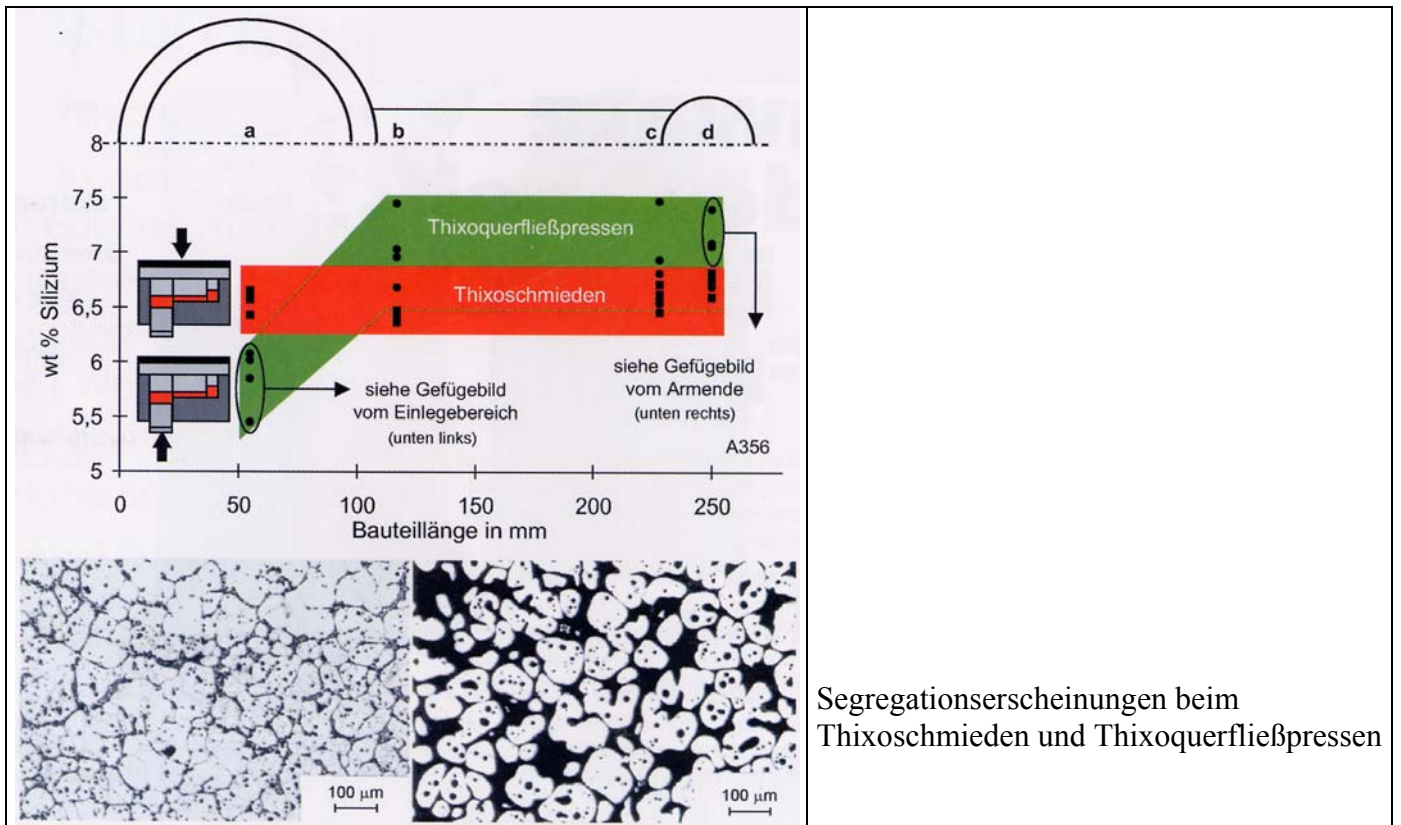 a
b
c
d
8
7,5
7
6,5
6
5,5
5
wt % Silizium
Thixoquerfließpressen
Thixoschmieden
siehe Gefügebild
vom Einlegebereich
(unten links)
siehe Gefügebild
vom Armende
(unten rechts)
A356
0
50
100
150
200
250
Bauteillänge in mm
100 µm
100 µm
Segregationserscheinungen beim
Thixoschmieden und Thixoquerfließpressen